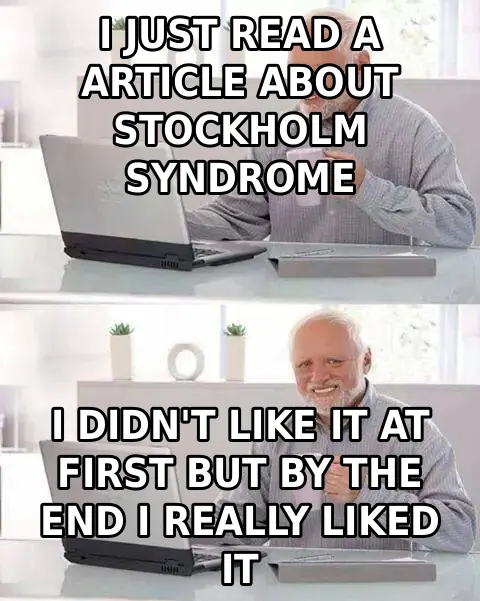 I JUST READ A
ARTICLE ABOUT
STOCKHOLM
SYNDROME
I DIDN'T LIKE IT AT
FIRST BUT BY THE
END I REALLY LIKED
IT